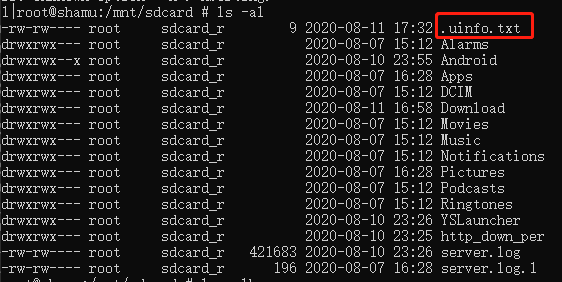 1|root@shamu:/mnt/sdcard # ls -al
-rw-rw---- root sdcard_r 9 2020-08-11 17:32 .uinfo.txt
drwxrwx--- root sdcard_r 2020-08-07 15:12 Alarms
drwxrwx--x root sdcard_r 2020-08-10 23:55 Android
drwxrwx--- root sdcard_r 2020-08-07 16:28 Apps
drwxrwx--- root sdcard_r 2020-08-07 15:12 DCIM
drwxrwx--- root sdcard_r 2020-08-11 16:58 Download
drwxrwx--- root sdcard_r 2020-08-07 15:12 Movies
drwxrwx--- root sdcard_r 2020-08-07 15:12 Music
drwxrwx--- root sdcard_r 2020-08-07 15:12 Notifications
drwxrwx--- root sdcard_r 2020-08-07 16:28 Pictures
drwxrwx--- root sdcard_r 2020-08-07 15:12 Podcasts
drwxrwx--- root sdcard_r 2020-08-07 15:12 Ringtones
drwxrwx--- root sdcard_r 2020-08-10 23:26 YSLauncher
drwxrwx--- root sdcard_r 2020-08-10 23:25 http_down_per
-rw-rw---- root sdcard_r 421683 2020-08-10 23:26 server.log
-rw-rw---- root sdcard_r 196 2020-08-07 16:28 server.log.1